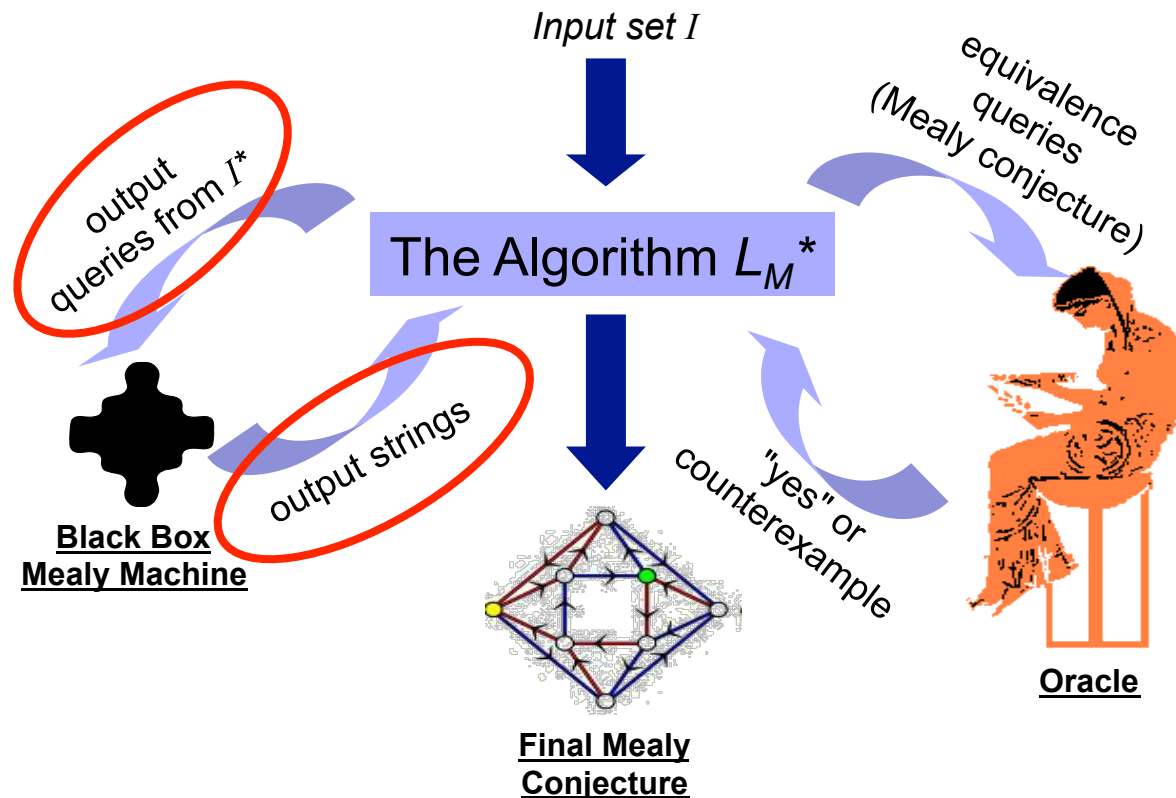 Input set I
output
queries from I*
equivalence
queries
(Mealy conjecture)
The Algorithm L_M*
output strings
"yes" or
counterexample
Black Box
Mealy Machine
Oracle
Final Mealy
Conjecture